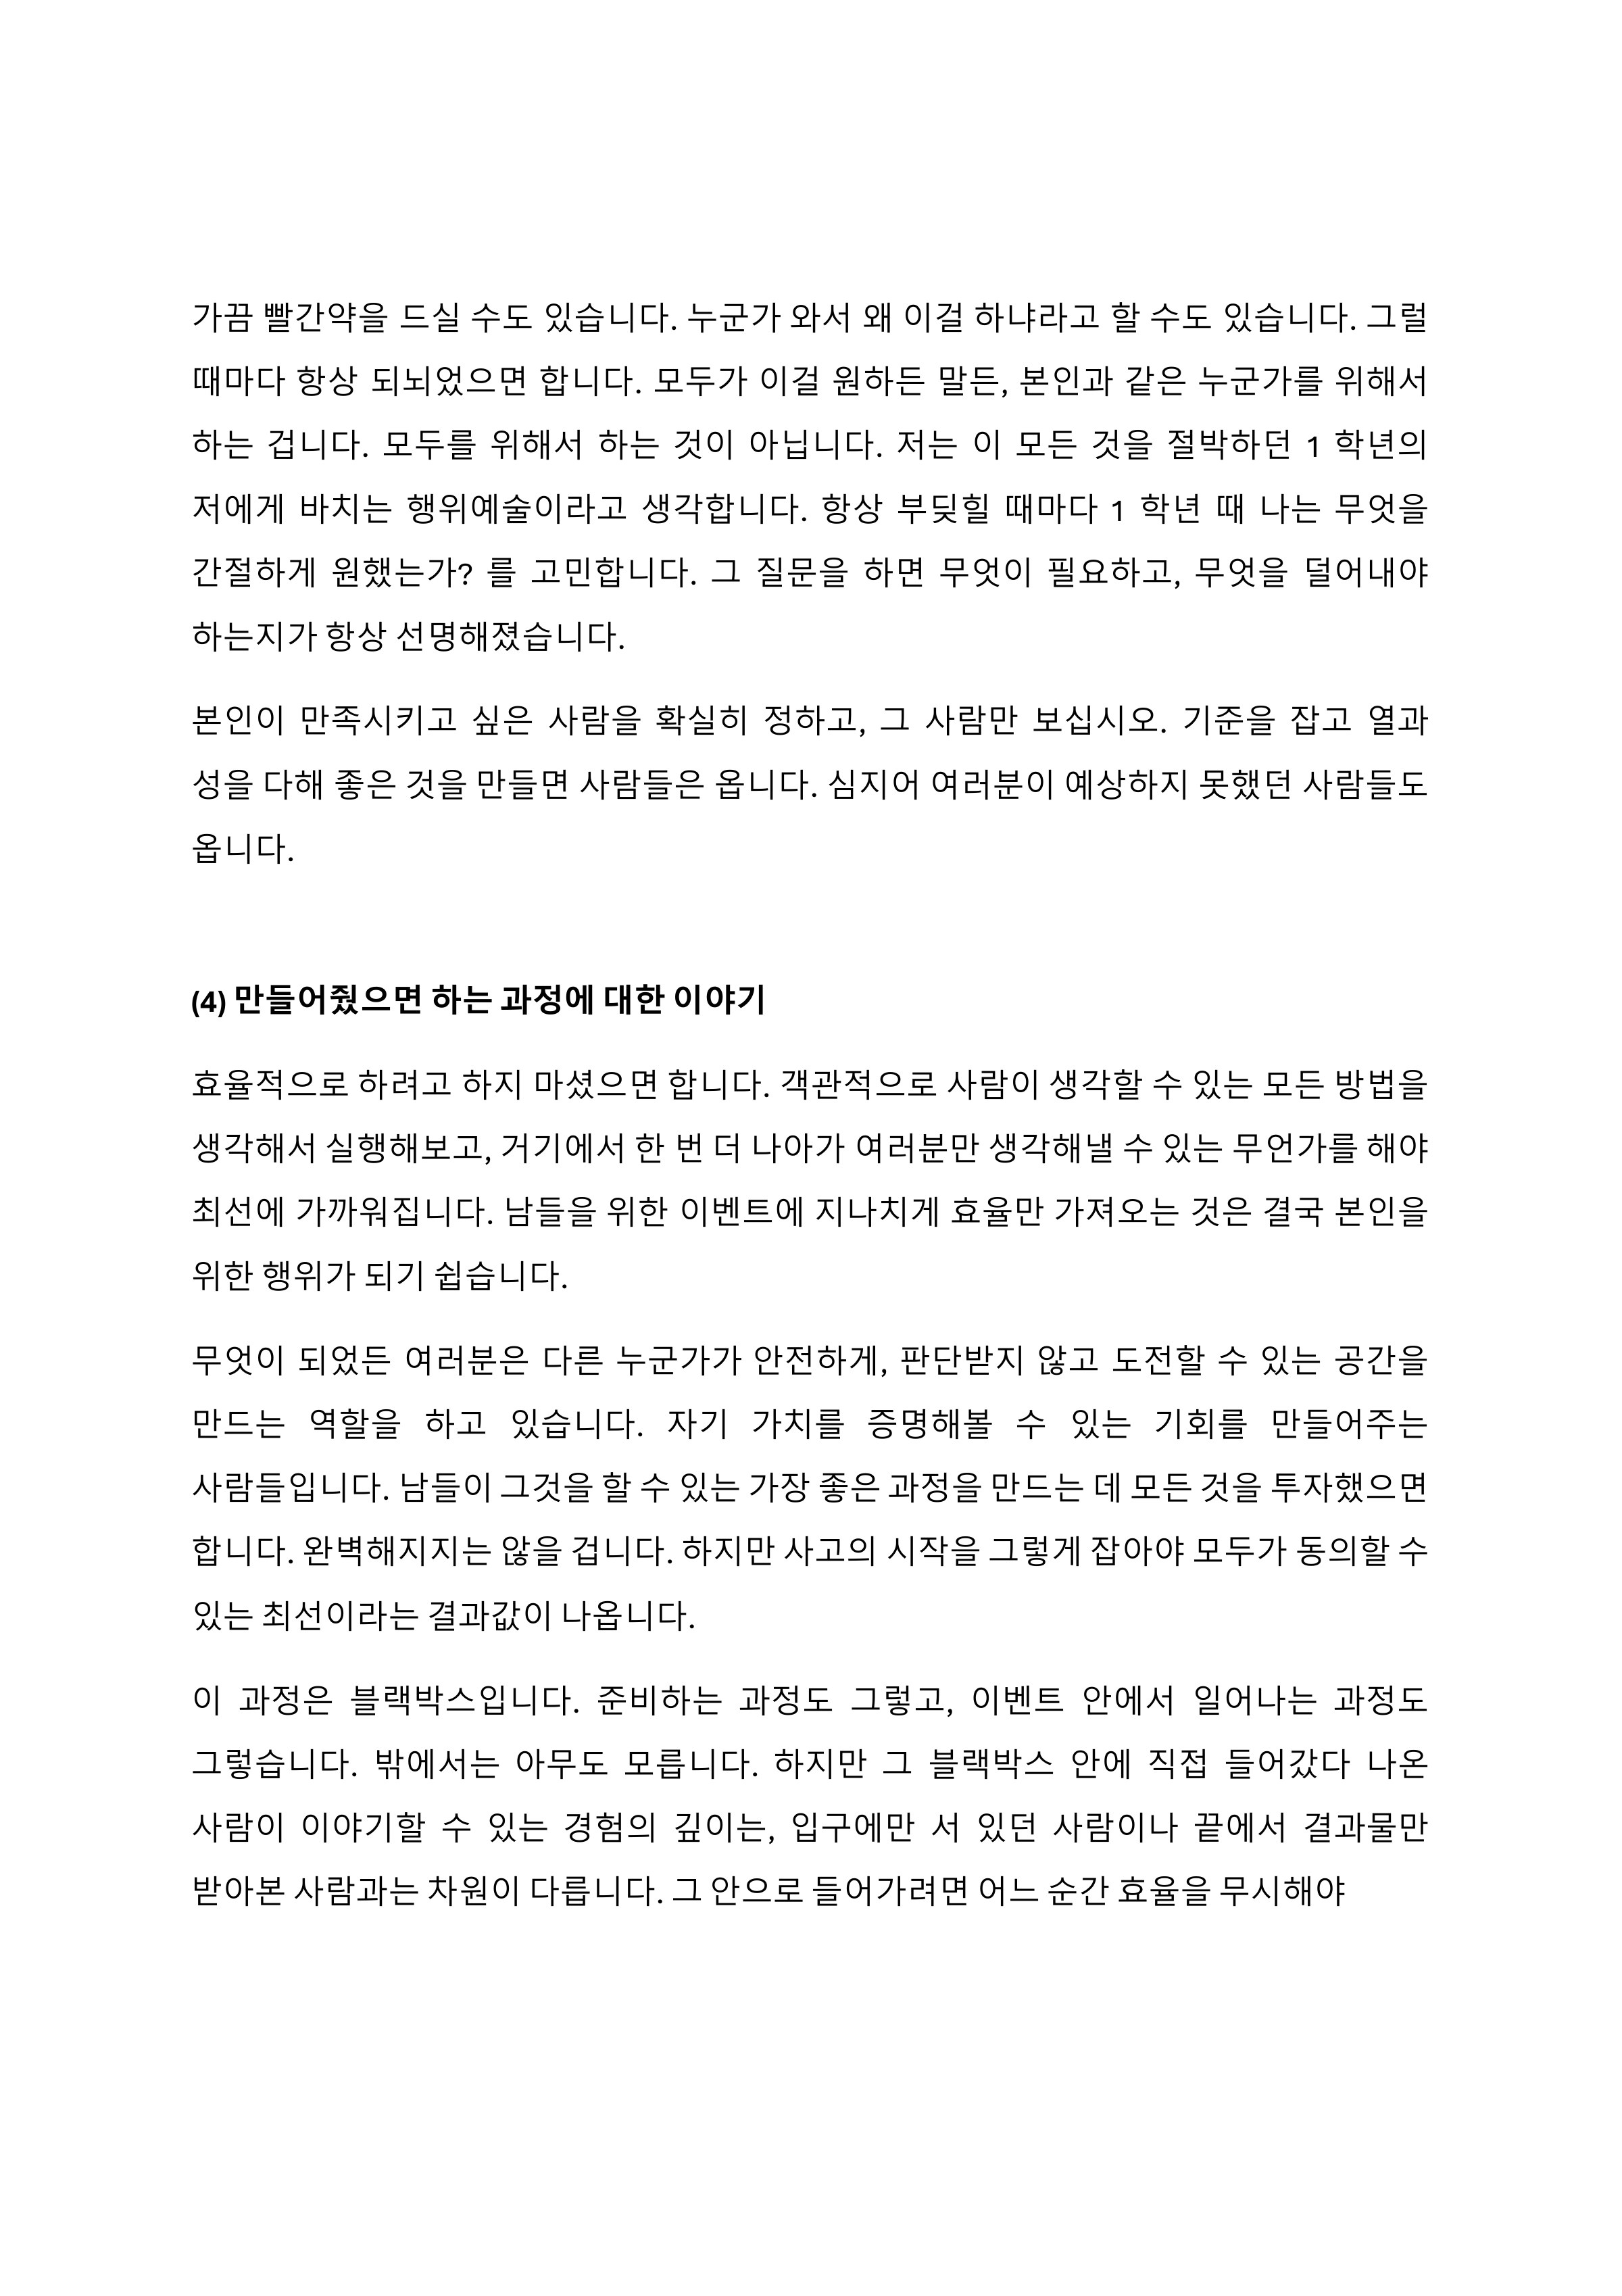 가끔 빨간약을 드실 수도 있습니다. 누군가 와서 왜 이걸 하냐라고 할 수도 있습니다. 그럴
때마다 항상 되뇌었으면 합니다. 모두가 이걸 원하든 말든, 본인과 같은 누군가를 위해서
하는 겁니다. 모두를 위해서 하는 것이 아닙니다. 저는 이 모든 것을 절박하던 1 학년의
저에게 바치는 행위예술이라고 생각합니다. 항상 부딪힐 때마다 1 학년 때 나는 무엇을
간절하게 원했는가? 를 고민합니다. 그 질문을 하면 무엇이 필요하고, 무엇을 덜어내야
하는지가 항상 선명해졌습니다.
본인이 만족시키고 싶은 사람을 확실히 정하고, 그 사람만 보십시오. 기준을 잡고 열과
성을 다해 좋은 것을 만들면 사람들은 옵니다. 심지어 여러분이 예상하지 못했던 사람들도
옵니다.
(4) 만들어줬으면 하는 과정에 대한 이야기
효율적으로 하려고 하지 마셨으면 합니다. 객관적으로 사람이 생각할 수 있는 모든 방법을
생각해서 실행해보고, 거기에서 한 번 더 나아가 여러분만 생각해낼 수 있는 무언가를 해야
최선에 가까워집니다. 남들을 위한 이벤트에 지나치게 효율만 가져오는 것은 결국 본인을
위한 행위가 되기 쉽습니다.
무엇이 되었든 여러분은 다른 누군가가 안전하게, 판단받지 않고 도전할 수 있는 공간을
만드는 역할을 하고 있습니다. 자기 가치를 증명해볼 수 있는 기회를 만들어주는
사람들입니다. 남들이 그것을 할 수 있는 가장 좋은 과정을 만드는 데 모든 것을 투자했으면
합니다. 완벽해지지는 않을 겁니다. 하지만 사고의 시작을 그렇게 잡아야 모두가 동의할 수
있는 최선이라는 결과값이 나옵니다.
이 과정은 블랙박스입니다. 준비하는 과정도 그렇고, 이벤트 안에서 일어나는 과정도
그렇습니다. 밖에서는 아무도 모릅니다. 하지만 그 블랙박스 안에 직접 들어갔다 나온
사람이 이야기할 수 있는 경험의 깊이는, 입구에만 서 있던 사람이나 끝에서 결과물만
받아본 사람과는 차원이 다릅니다. 그 안으로 들어가려면 어느 순간 효율을 무시해야